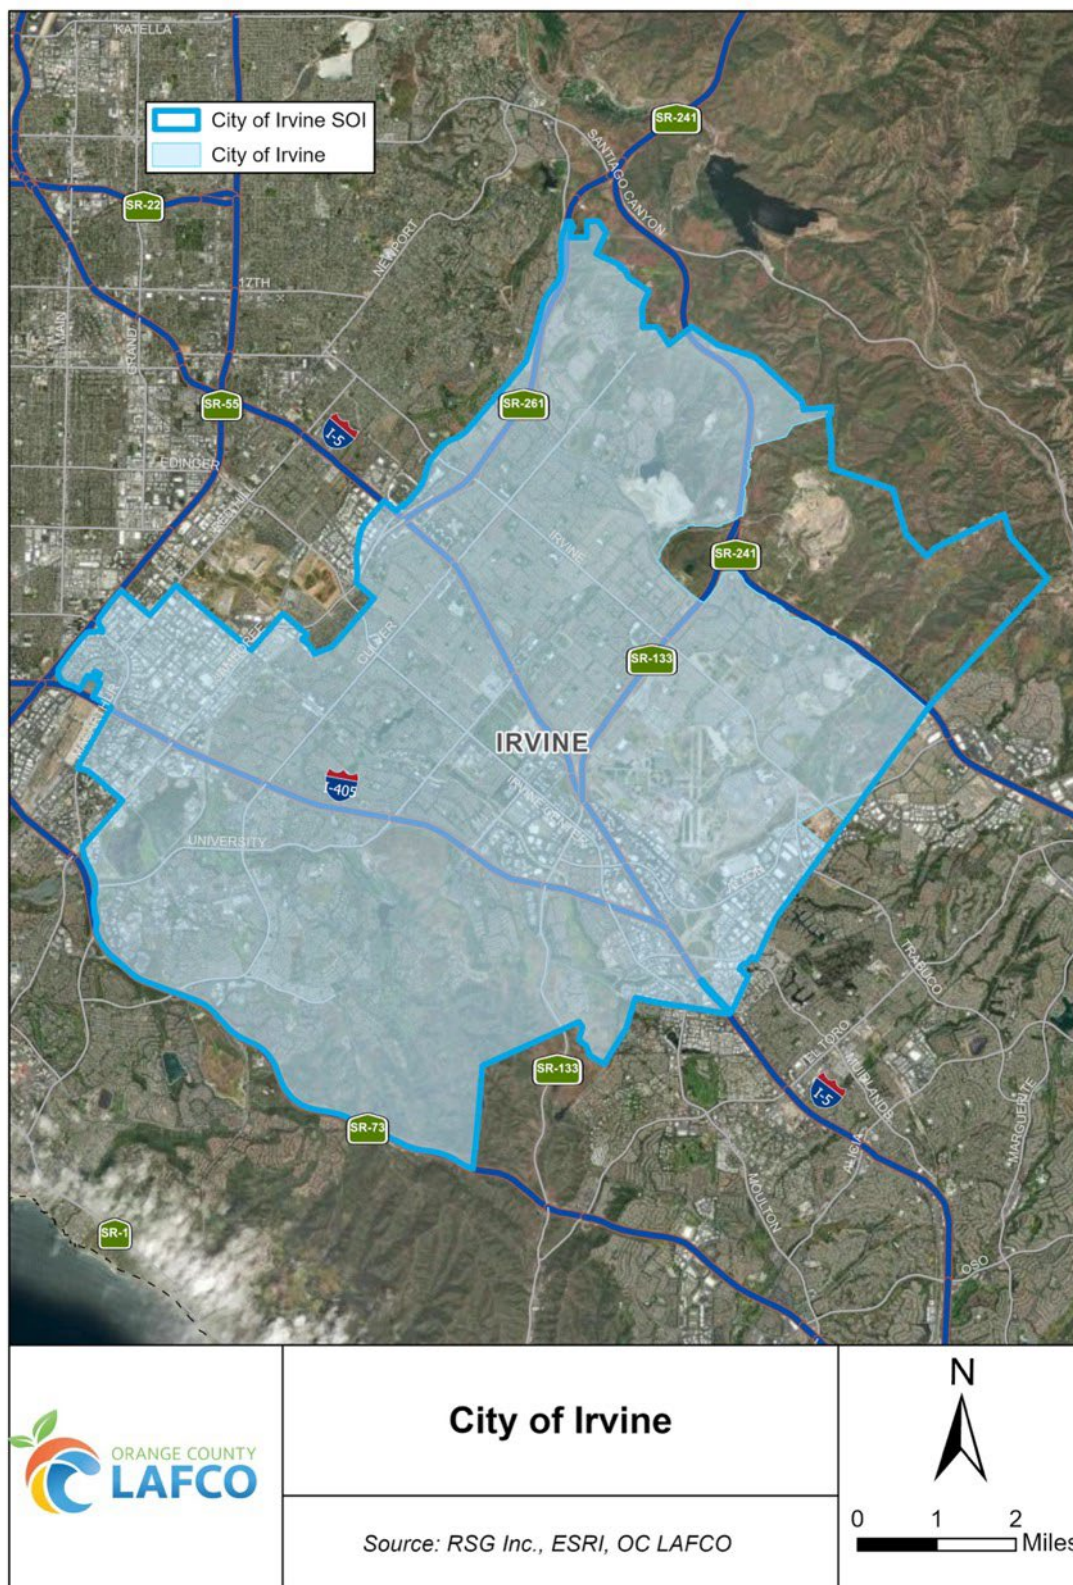 KATELLA
City of Irvine SOI
City of Irvine
SR-241
SANTIAGO CANYON
SR-22
NEWPORT
17TH
MAIN
GRAND
SR-55
SR-261
I-5
EDINGER
IRVINE
SR-241
CULVER
SR-133
MACARTHUR
IRVINE
I-405
IRVINE CENTER
UNIVERSITY
TRABUCO
EL TORO
SR-133
I-5
MUIRLANDS
MARGUERITE
SR-73
ALICIA
MOULTON
SR-1
OSO
ORANGE COUNTY
LAFCO
City of Irvine
Source: RSG Inc., ESRI, OC LAFCO
N
0 1 2
Miles